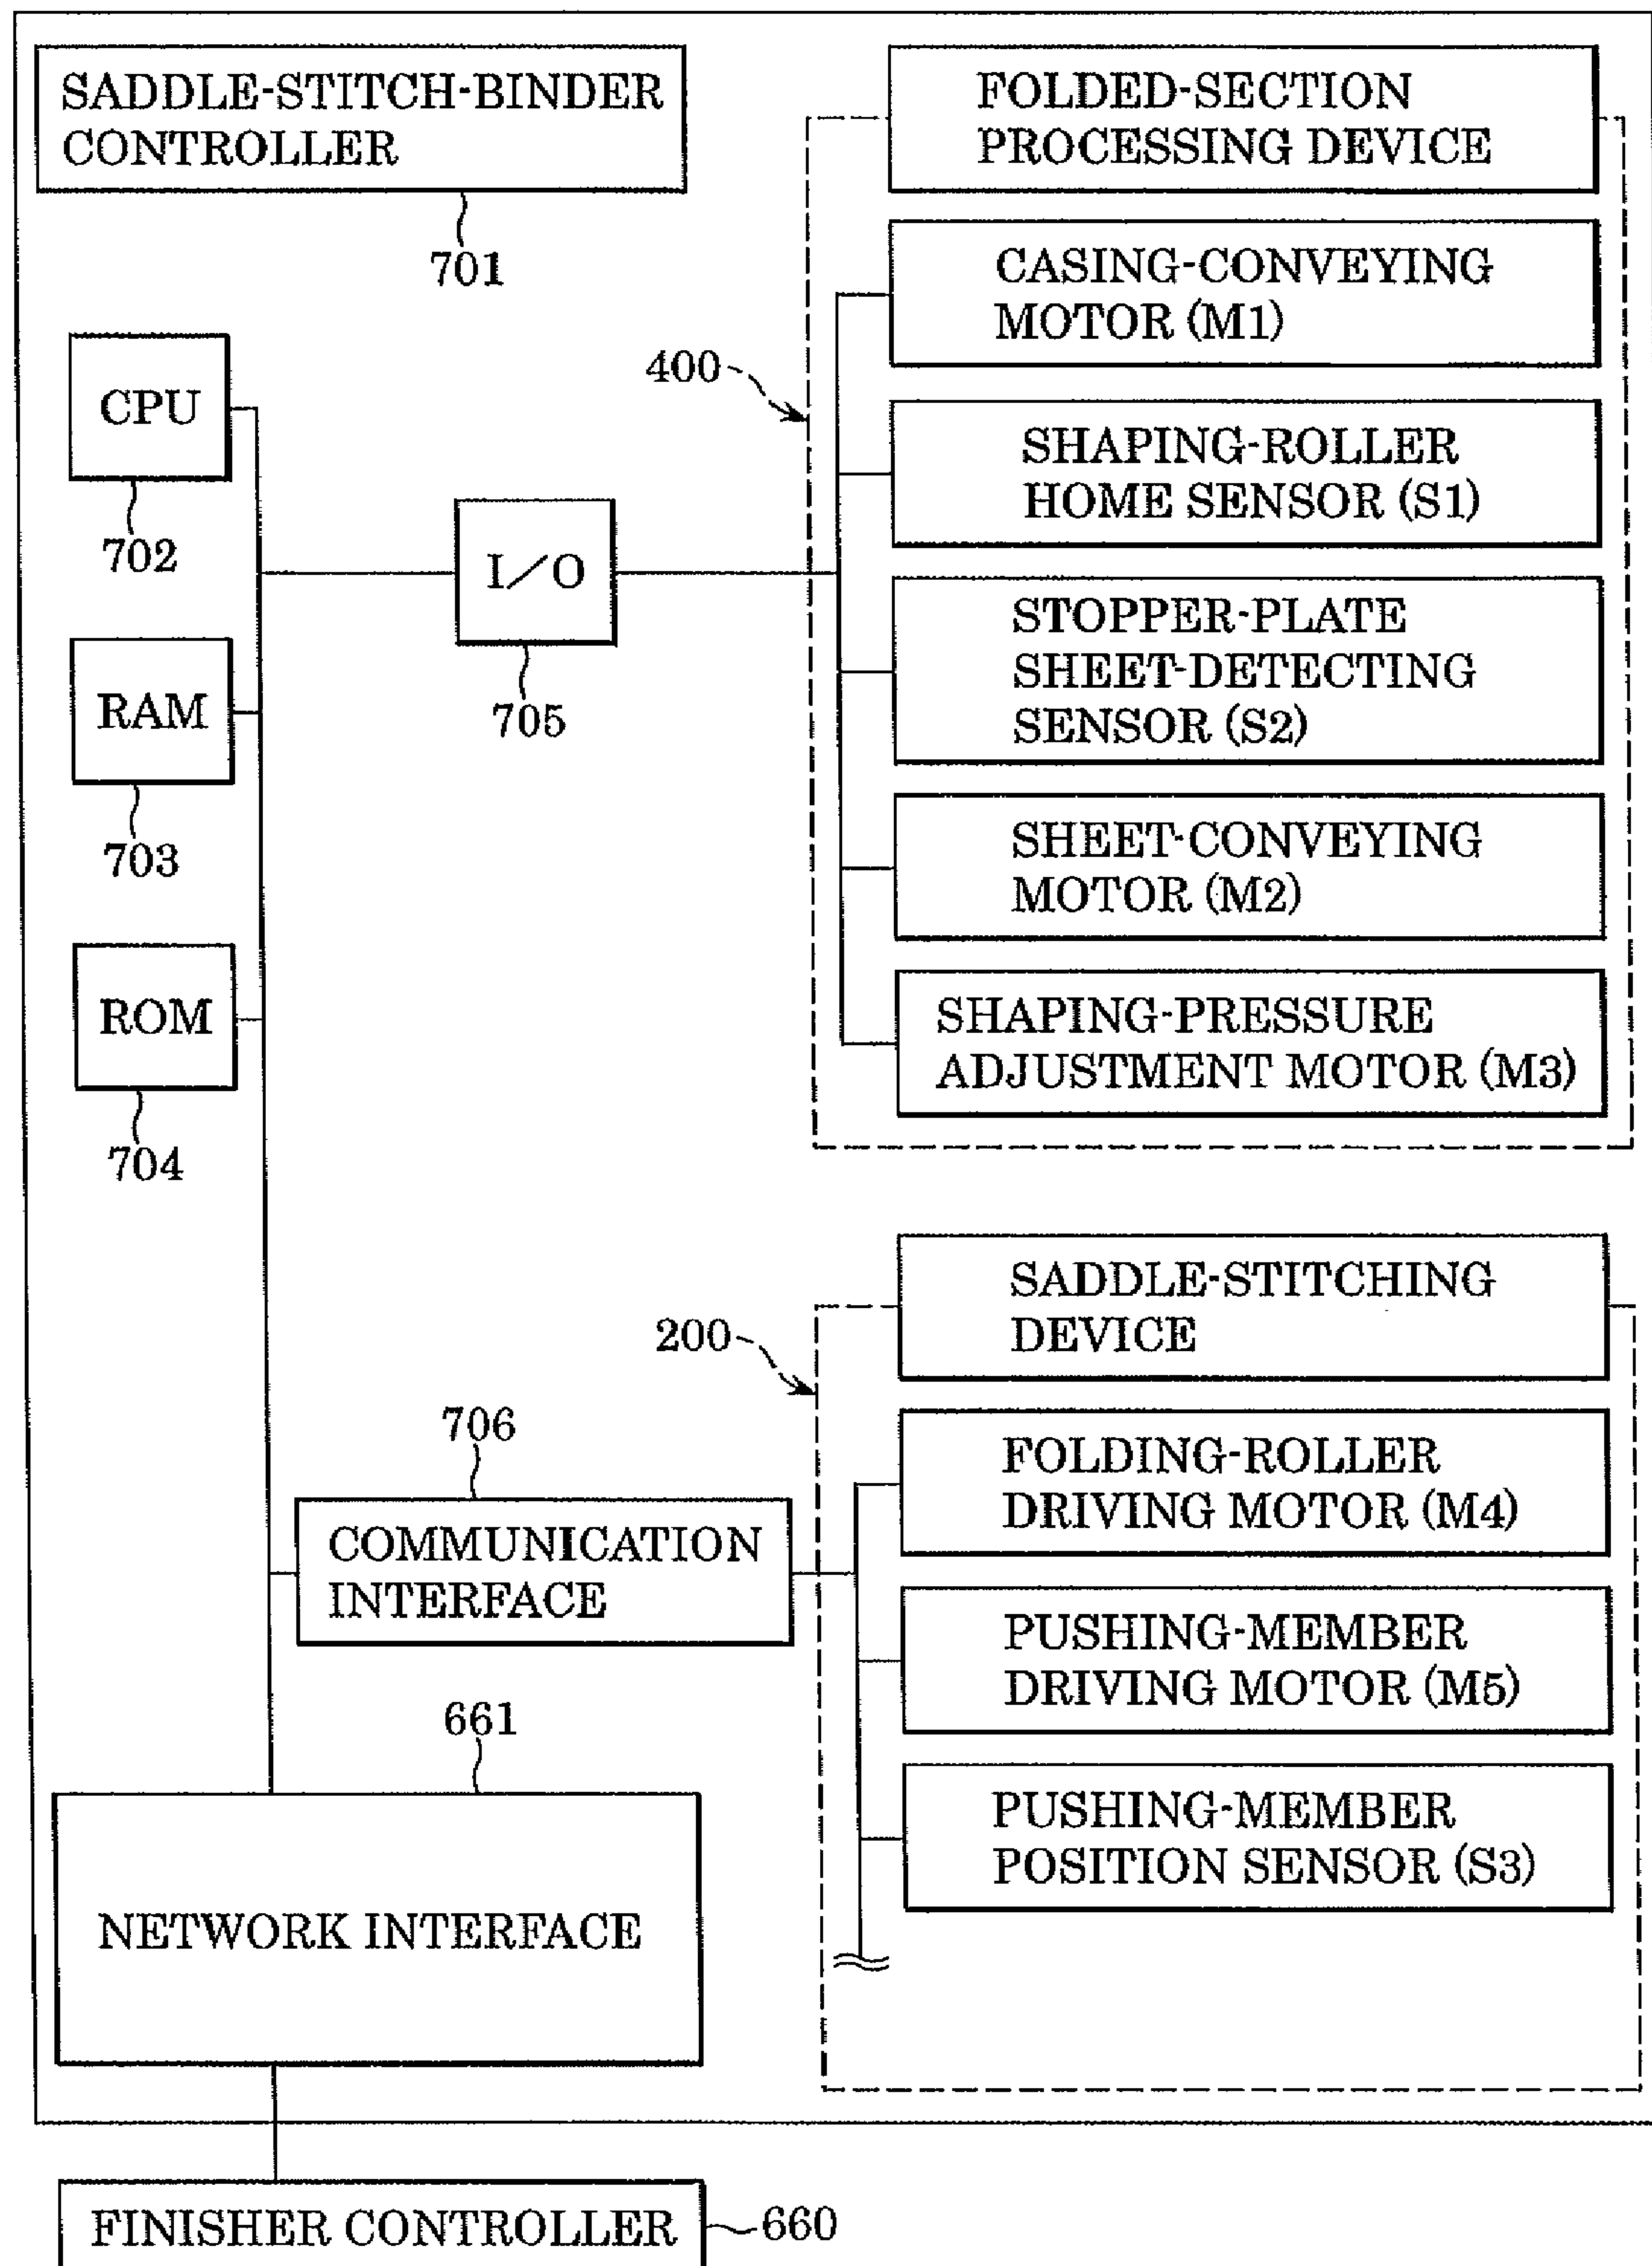 SADDLE-STITCH-BINDER
CONTROLLER
701
CPU
702
RAM
703
ROM
704
I/O
705
400
FOLDED-SECTION
PROCESSING DEVICE
CASING-CONVEYING
MOTOR (M1)
SHAPING-ROLLER
HOME SENSOR (S1)
STOPPER-PLATE
SHEET-DETECTING
SENSOR (S2)
SHEET-CONVEYING
MOTOR (M2)
SHAPING-PRESSURE
ADJUSTMENT MOTOR (M3)
200
SADDLE-STITCHING
DEVICE
FOLDING-ROLLER
DRIVING MOTOR (M4)
PUSHING-MEMBER
DRIVING MOTOR (M5)
PUSHING-MEMBER
POSITION SENSOR (S3)
706
COMMUNICATION
INTERFACE
661
NETWORK INTERFACE
FINISHER CONTROLLER
660